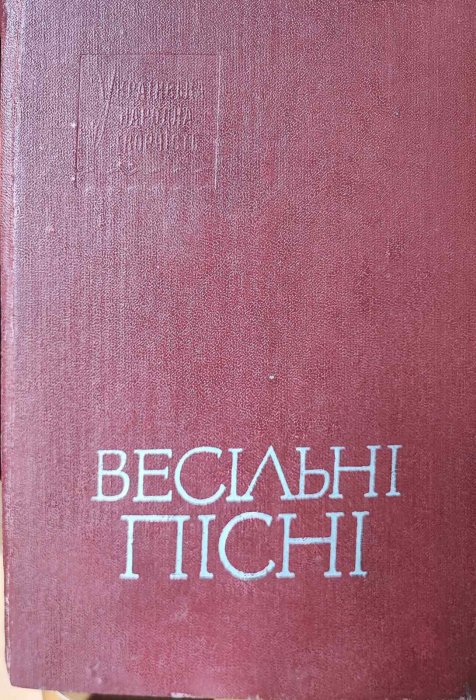 Українська
народна
творчість
ВЕСІЛЬНІ
ПІСНІ